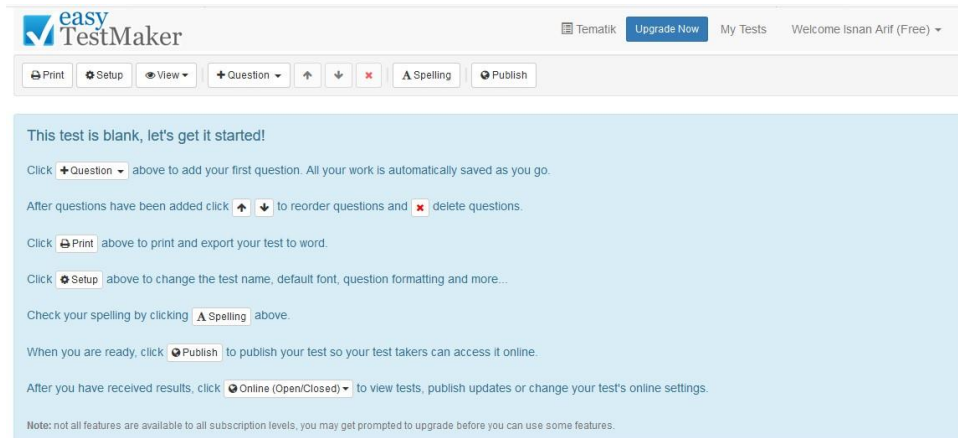 easy
TestMaker
Tematik Upgrade Now My Tests Welcome Isnan Arif (Free)
Print Setup View + Question Spelling Publish
This test is blank, let's get it started!
Click + Question above to add your first question. All your work is automatically saved as you go.
After questions have been added click to reorder questions and delete questions.
Click Print above to print and export your test to word.
Click Setup above to change the test name, default font, question formatting and more...
Check your spelling by clicking A Spelling above.
When you are ready, click Publish to publish your test so your test takers can access it online.
After you have received results, click Online (Open/Closed) to view tests, publish updates or change your test's online settings.
Note: not all features are available to all subscription levels, you may get prompted to upgrade before you can use some features.